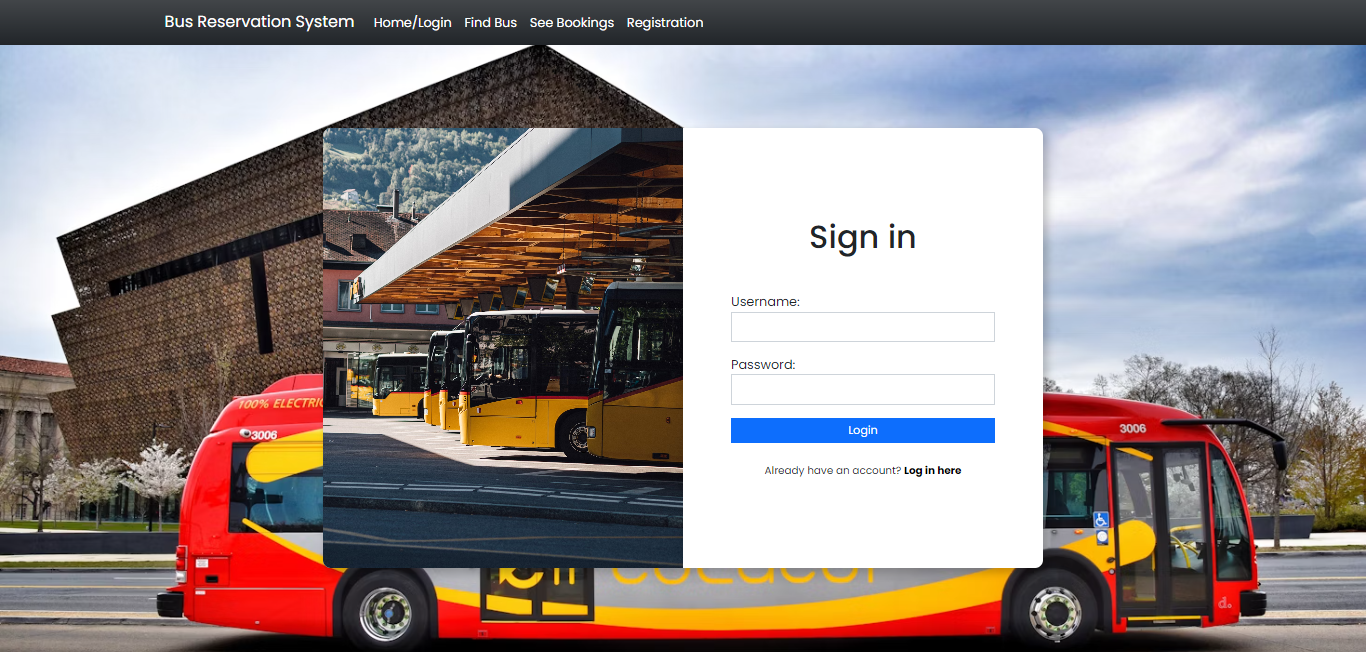 Bus Reservation System Home/Login Find Bus See Bookings Registration
Sign in
Username:
Password:
Login
Already have an account? Log in here
100% ELECTRIC
3006
3006
d.